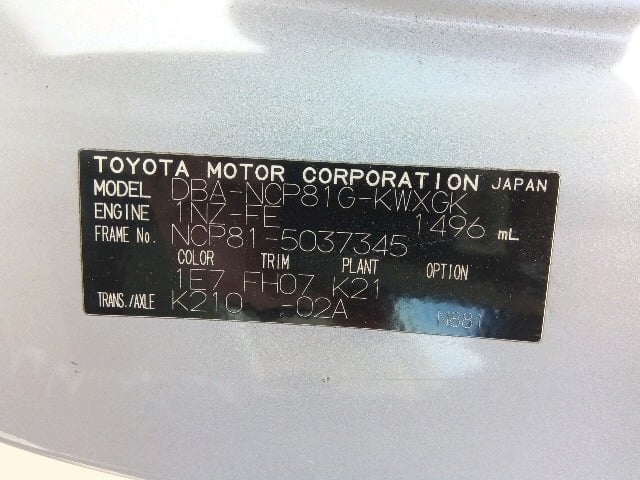 TOYOTA MOTOR CORPORATION JAPAN
MODEL DBA-NCP81G-KWXGK
ENGINE 1NZ-FE 1496 mL
FRAME No. NCP81-5037345
COLOR TRIM PLANT OPTION
1E7 FH07 K21
TRANS./AXLE K210 -02A N881